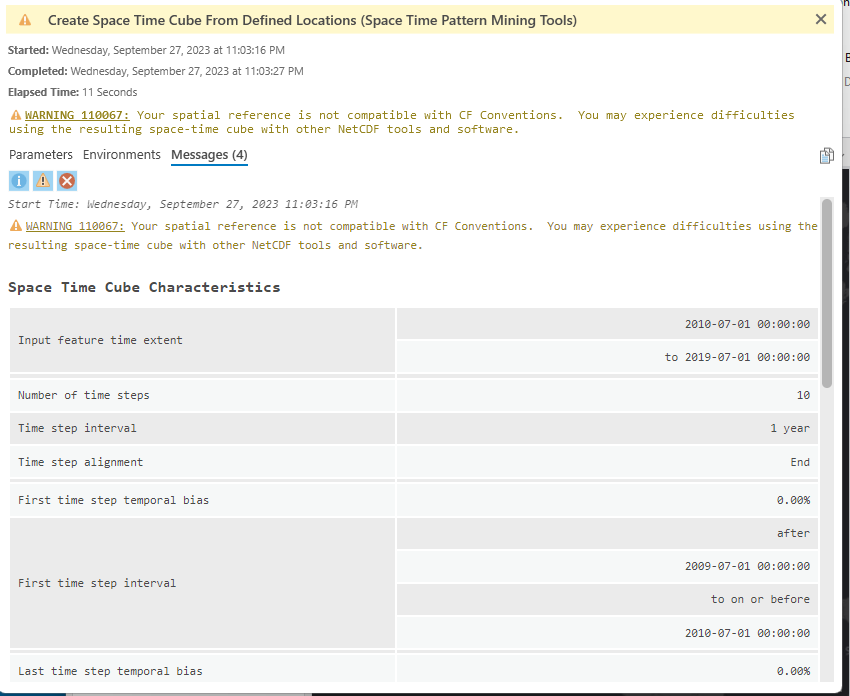 Create Space Time Cube From Defined Locations (Space Time Pattern Mining Tools)
Started: Wednesday, September 27, 2023 at 11:03:16 PM
Completed: Wednesday, September 27, 2023 at 11:03:27 PM
Elapsed Time: 11 Seconds
WARNING 110067: Your spatial reference is not compatible with CF Conventions.  You may experience difficulties
using the resulting space-time cube with other NetCDF tools and software.
Parameters Environments Messages (4)
Start Time: Wednesday, September 27, 2023 11:03:16 PM
WARNING 110067: Your spatial reference is not compatible with CF Conventions.  You may experience difficulties using the
resulting space-time cube with other NetCDF tools and software.
Space Time Cube Characteristics
Input feature time extent
2010-07-01 00:00:00
to 2019-07-01 00:00:00
Number of time steps 10
Time step interval 1 year
Time step alignment End
First time step temporal bias 0.00%
First time step interval
after
2009-07-01 00:00:00
to on or before
2010-07-01 00:00:00
Last time step temporal bias 0.00%